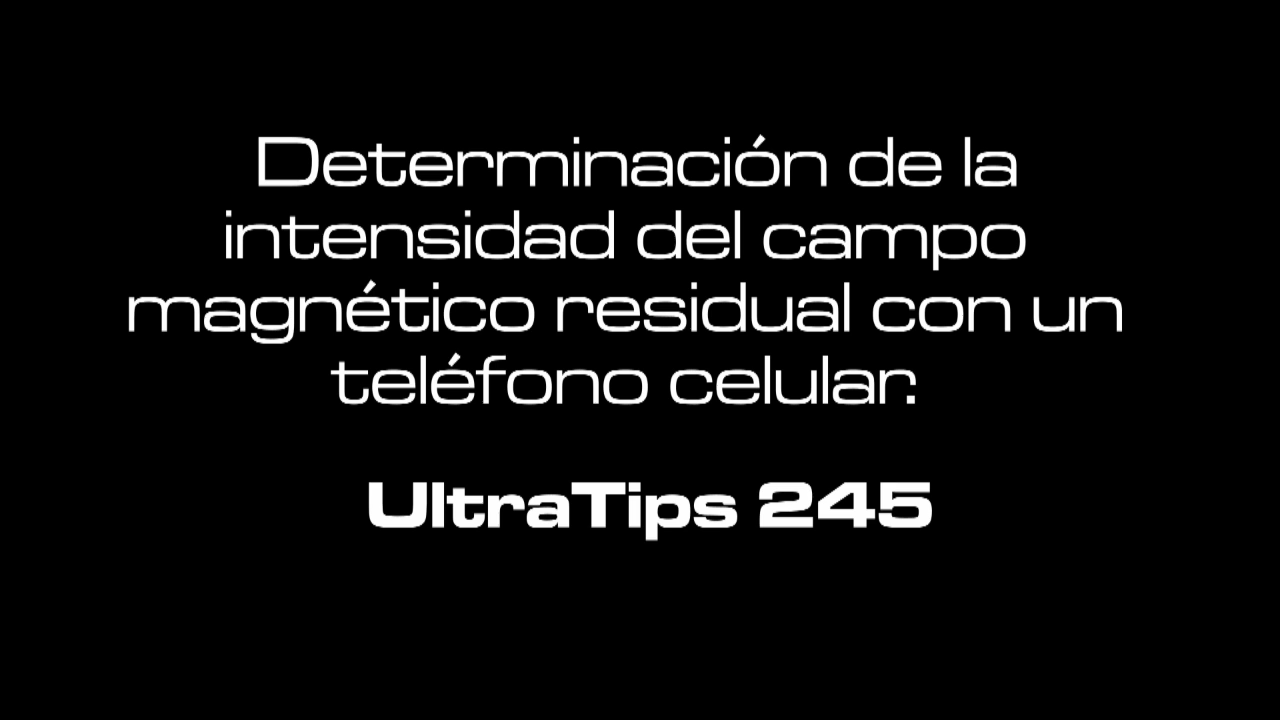 Determinación de la
intensidad del campo
magnético residual con un
teléfono celular.
UltraTips 245